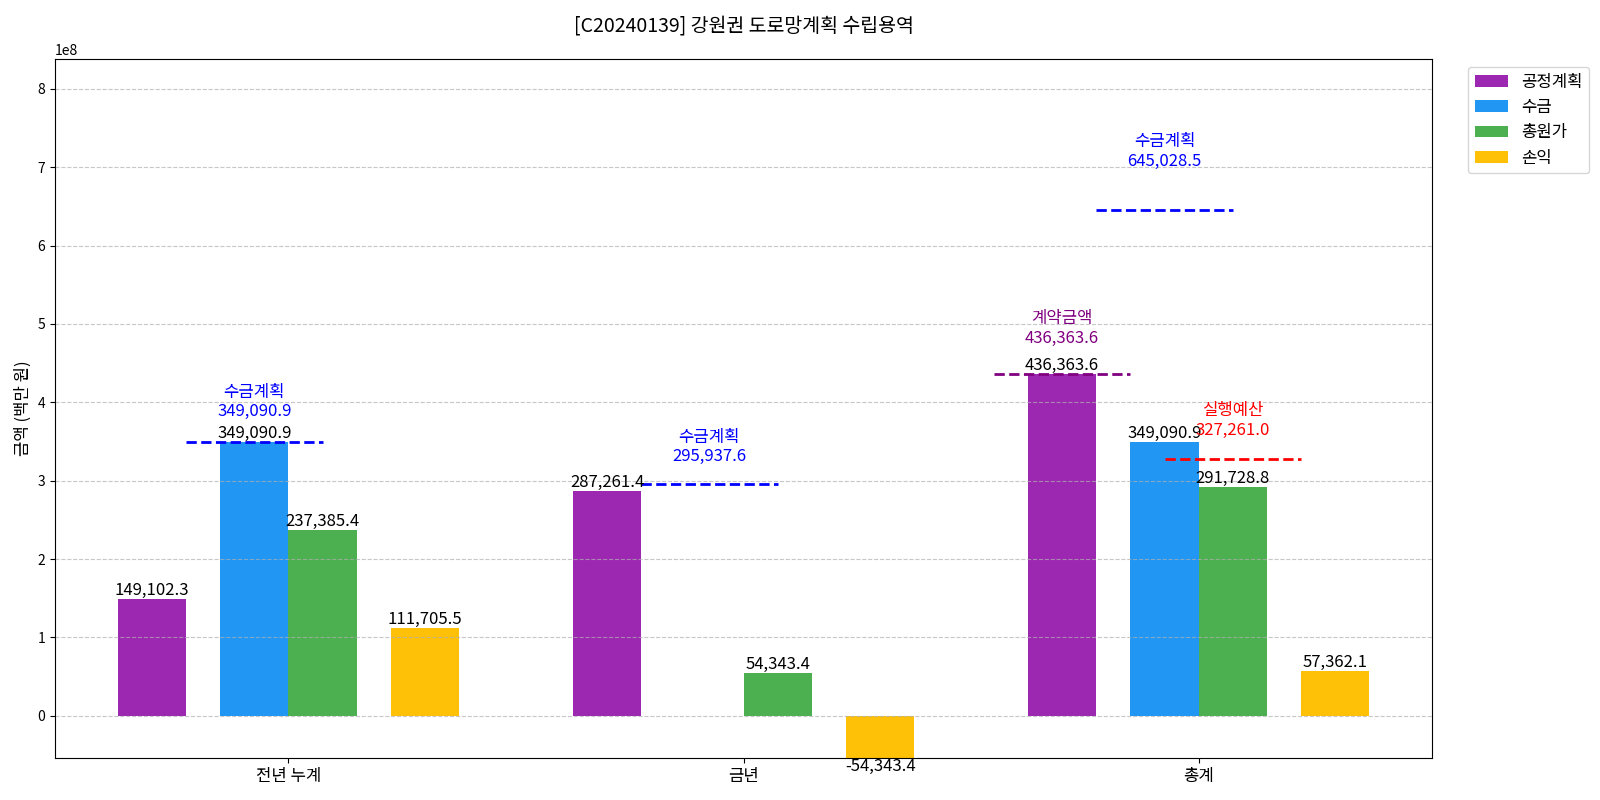 [C20240139] 강원권 도로망계획 수립용역
1e8
8
7
6
5
4
3
2
1
0
금액 (백만 원)
공정계획
수금
총원가
손익
수금계획
645,028.5
계약금액
436,363.6
436,363.6
수금계획
349,090.9
349,090.9
실행예산
327,261.0
349,090.9
수금계획
295,937.6
287,261.4
291,728.8
237,385.4
149,102.3
111,705.5
54,343.4
57,362.1
-54,343.4
전년 누계
금년
총계